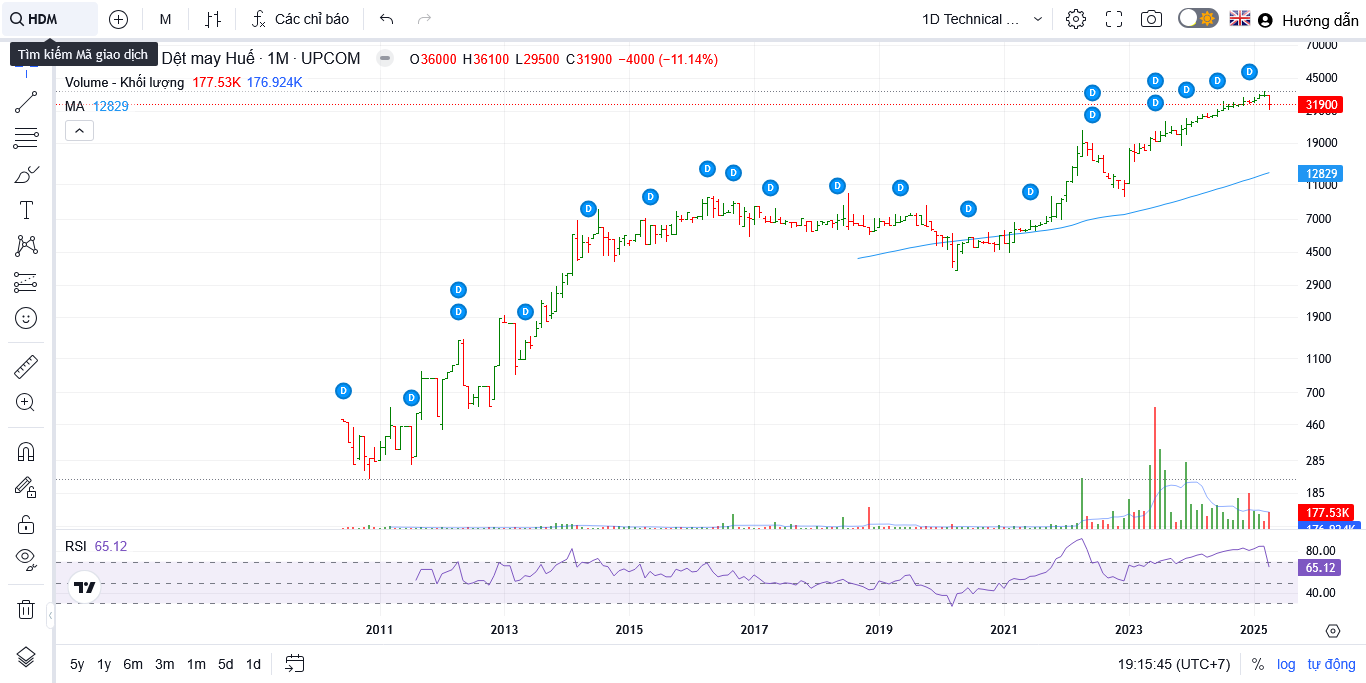 HDM
M
Các chỉ báo
1D Technical ...
Hướng dẫn
Tìm kiếm Mã giao dịch
Dệt may Huế · 1M · UPCOM
O36000 H36100 L29500 C31900 −4000 (−11.14%)
Volume - Khối lượng 177.53K 176.924K
MA 12829
70000
45000
31900
19000
12829
11000
7000
4500
2900
1900
1100
700
460
285
185
177.53K
176.924K
D D D D D D D D D D D D D D D D D D D D D D
RSI 65.12
80.00
65.12
40.00
2011 2013 2015 2017 2019 2021 2023 2025
5y 1y 6m 3m 1m 5d 1d
19:15:45 (UTC+7) % log tự động